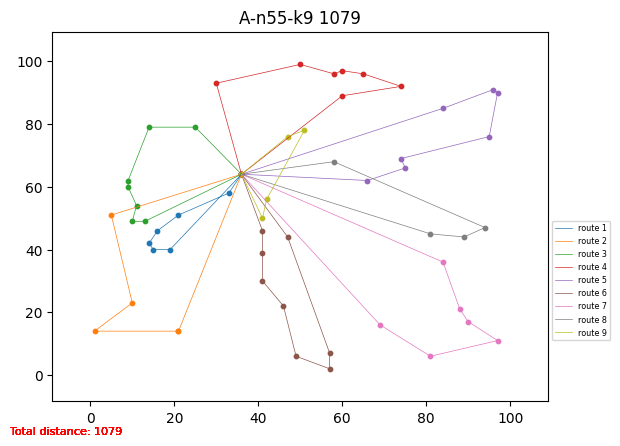 A-n55-k9 1079
100
80
60
40
20
0
0 20 40 60 80 100
route 1
route 2
route 3
route 4
route 5
route 6
route 7
route 8
route 9
Total distance: 1079